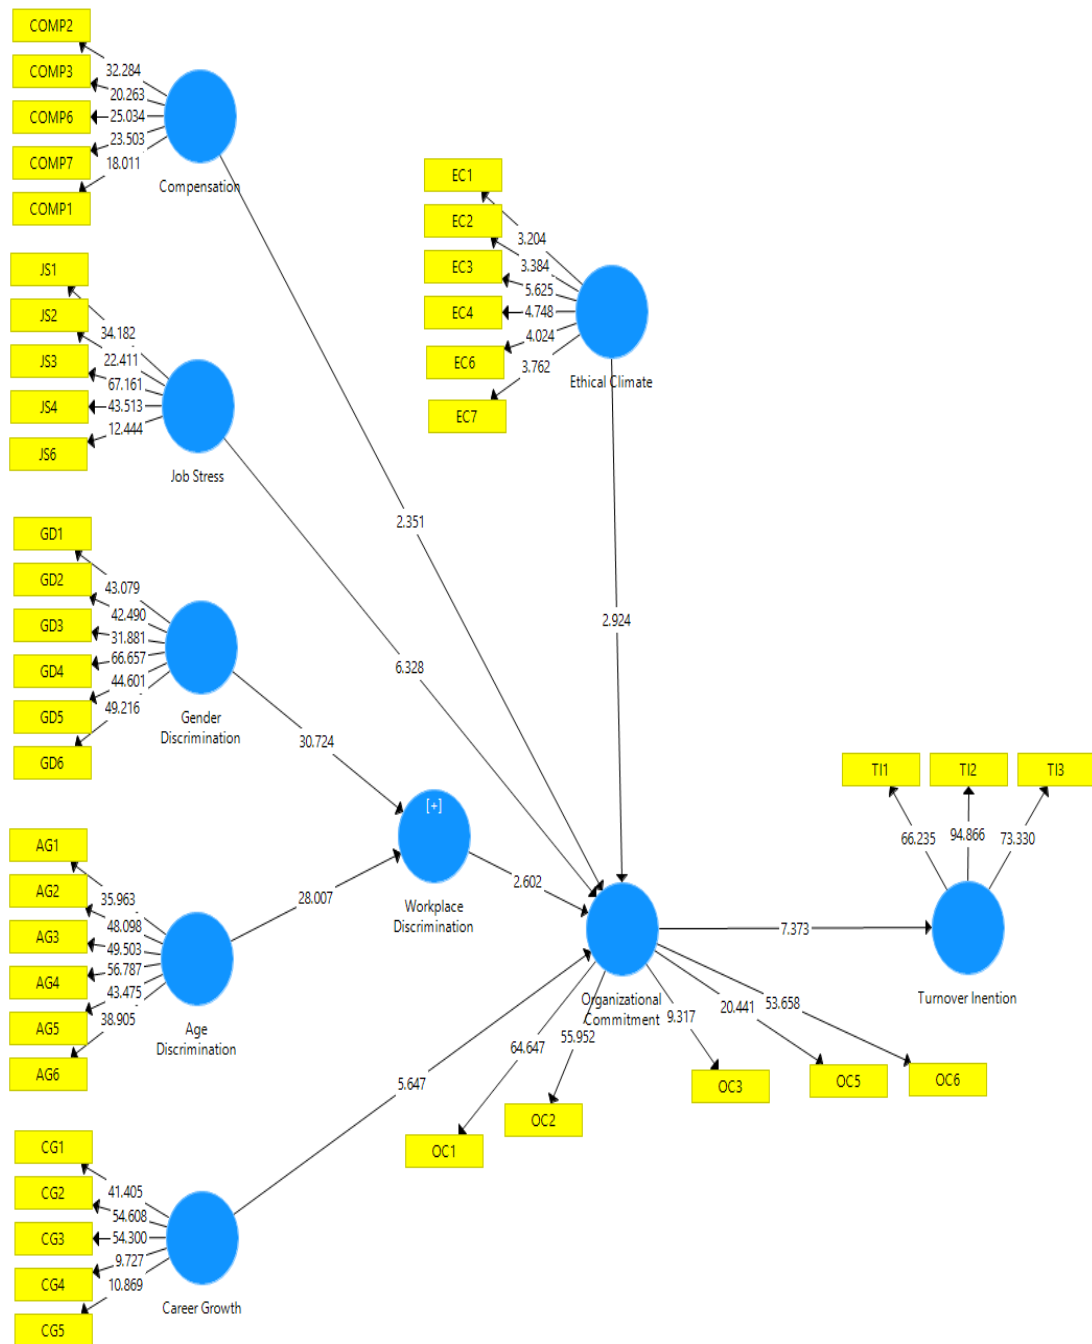 COMP2
COMP3
COMP6
COMP7
COMP1
32.284
20.263
25.034
23.503
18.011
Compensation
JS1
JS2
JS3
JS4
JS6
34.182
22.411
67.161
43.513
12.444
Job Stress
GD1
GD2
GD3
GD4
GD5
GD6
43.079
42.490
31.881
66.657
44.601
49.216
Gender
Discrimination
AG1
AG2
AG3
AG4
AG5
AG6
35.963
48.098
49.503
56.787
43.475
38.905
Age
Discrimination
CG1
CG2
CG3
CG4
CG5
41.405
54.608
54.300
9.727
10.869
Career Growth
EC1
EC2
EC3
EC4
EC6
EC7
3.204
3.384
5.625
4.748
4.024
3.762
Ethical Climate
2.351
6.328
2.924
30.724
28.007
[+]
Workplace
Discrimination
2.602
5.647
Organizational
Commitment
64.647
55.952
9.317
20.441
53.658
OC1
OC2
OC3
OC5
OC6
7.373
TI1
TI2
TI3
66.235
94.866
73.330
Turnover Inention